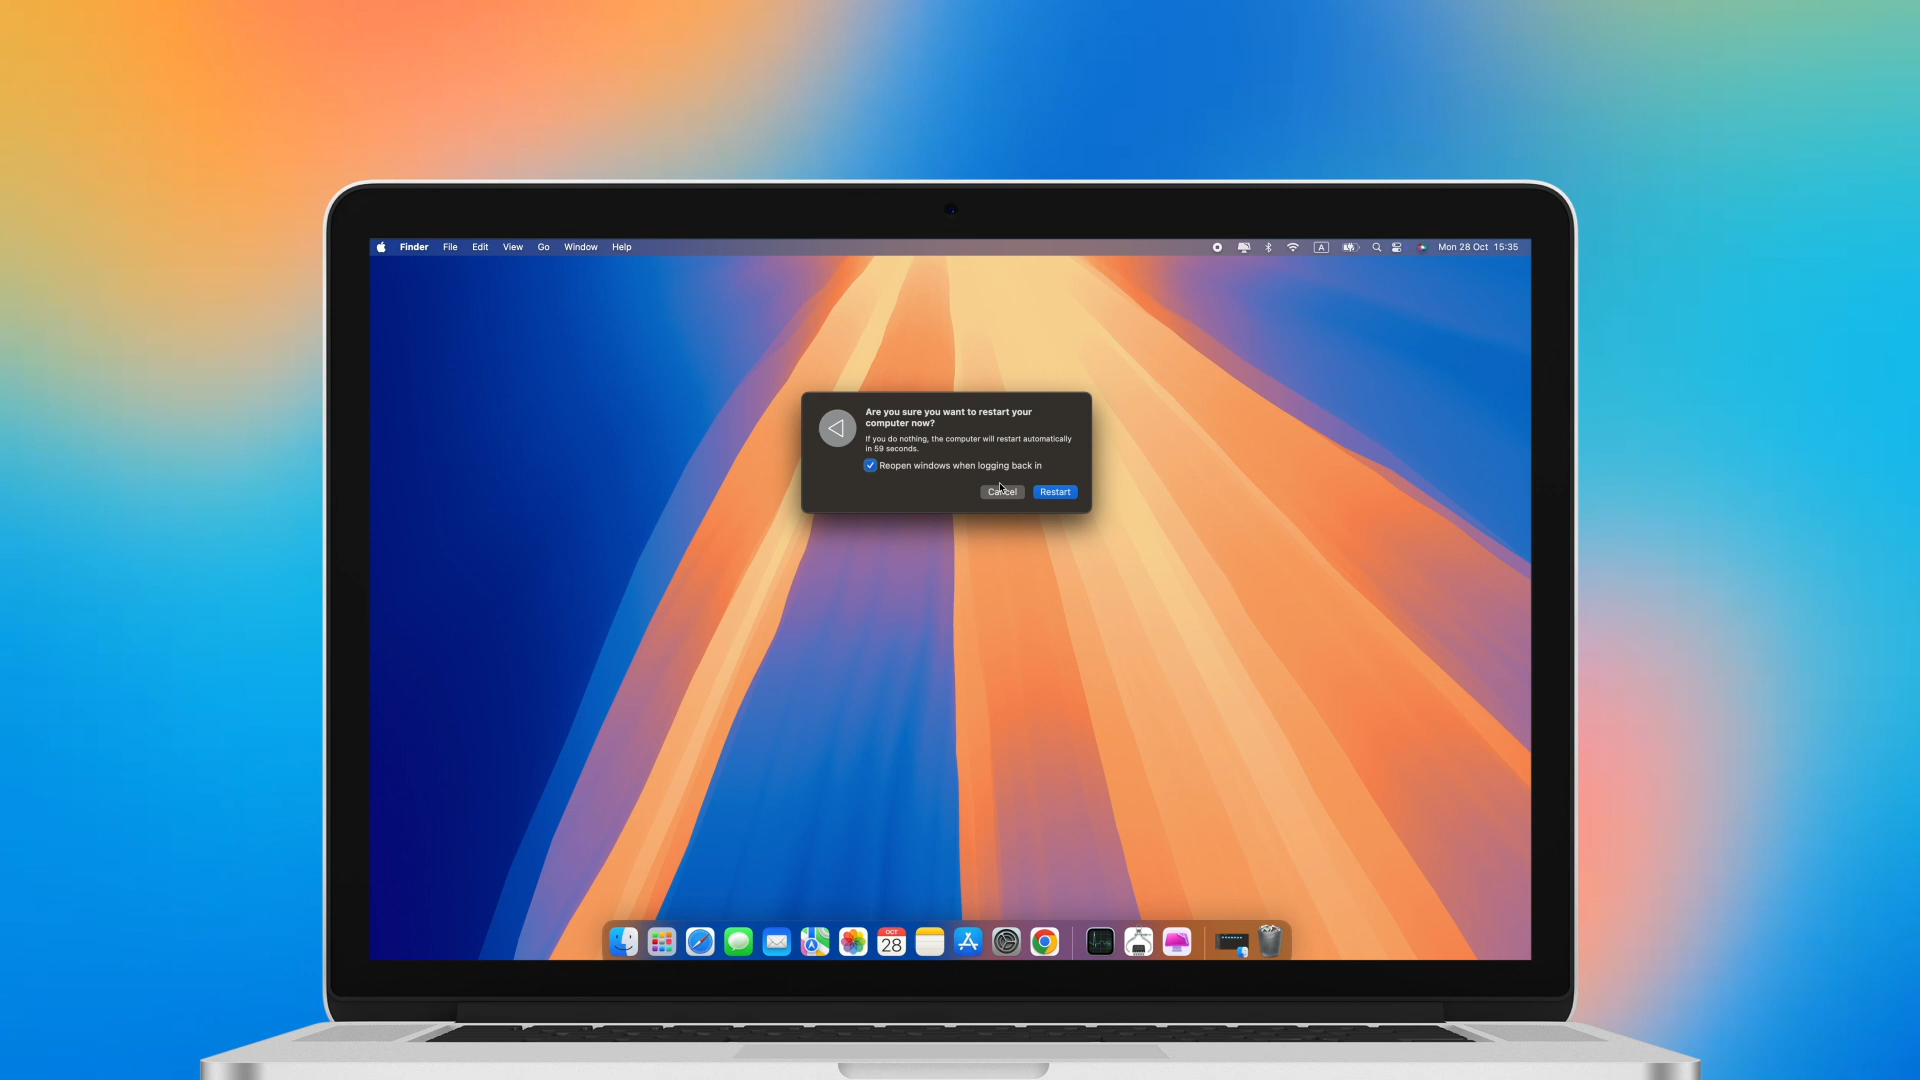 Finder File Edit View Go Window Help
A
Mon 28 Oct 15:35
Are you sure you want to restart your
computer now?
If you do nothing, the computer will restart automatically
in 59 seconds.
Reopen windows when logging back in
Cancel Restart
OCT
28